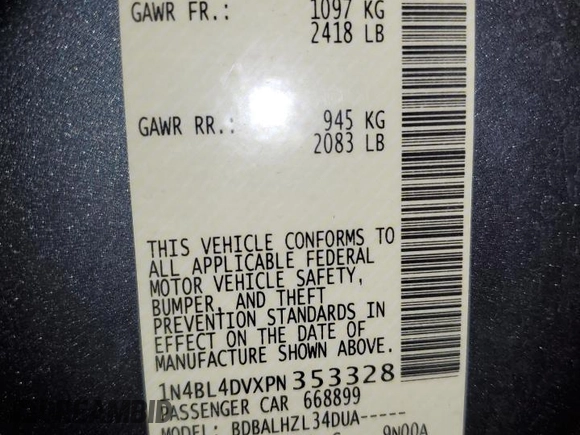 GAWR FR.: 1097 KG
2418 LB
GAWR RR.: 945 KG
2083 LB
THIS VEHICLE CONFORMS TO
ALL APPLICABLE FEDERAL
MOTOR VEHICLE SAFETY,
BUMPER, AND THEFT
PREVENTION STANDARDS IN
EFFECT ON THE DATE OF
MANUFACTURE SHOWN ABOVE.
1N4BL4DVXPN353328
PASSENGER CAR 668899
MODEL: BDBALHZL34DUA-----
9N00A